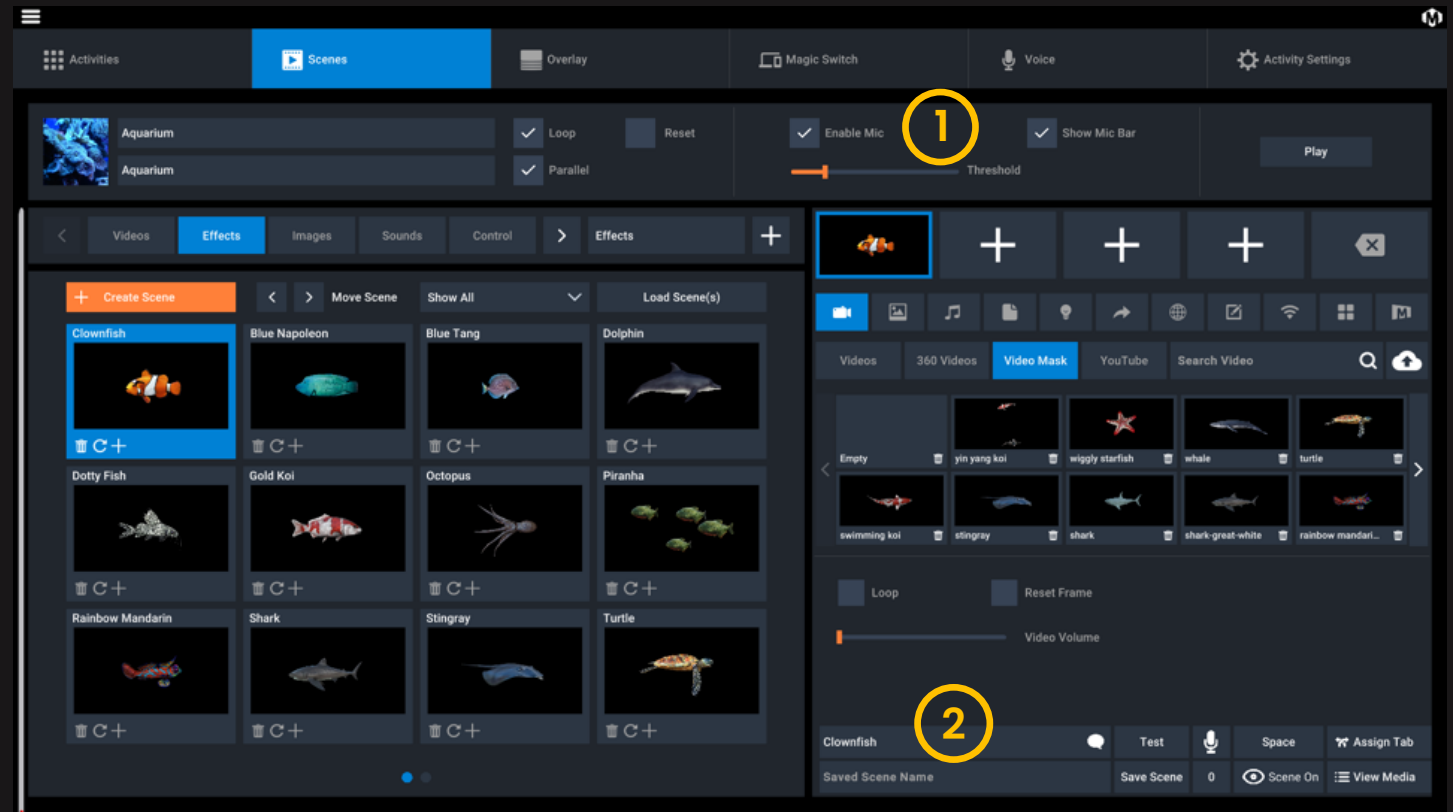 Activities
Scenes
Overlay
Magic Switch
Voice
Activity Settings
Aquarium
Loop
Reset
Enable Mic
1
Show Mic Bar
Play
Aquarium
Parallel
Threshold
Videos
Effects
Images
Sounds
Control
Effects
Create Scene
Move Scene
Show All
Load Scene(s)
Clownfish
Blue Napoleon
Blue Tang
Dolphin
Dotty Fish
Gold Koi
Octopus
Piranha
Rainbow Mandarin
Shark
Stingray
Turtle
Videos
360 Videos
Video Mask
YouTube
Search Video
Empty
yin yang koi
wiggly starfish
whale
turtle
swimming koi
stingray
shark
shark-great-white
rainbow mandari...
Loop
Reset Frame
Video Volume
2
Clownfish
Test
Space
Assign Tab
Saved Scene Name
Save Scene
0
Scene On
View Media